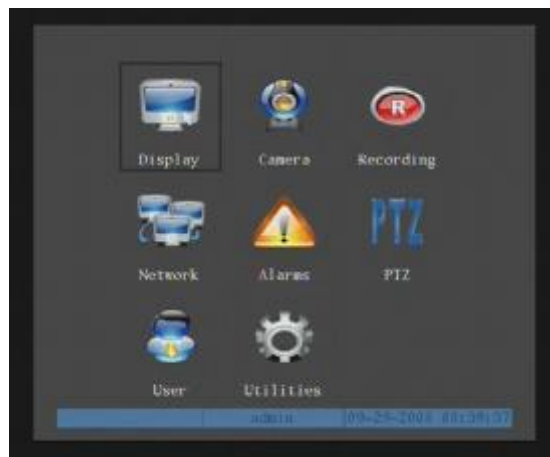 Display Camera Recording
R
PTZ
Network Alarms PTZ
User Utilities
admin